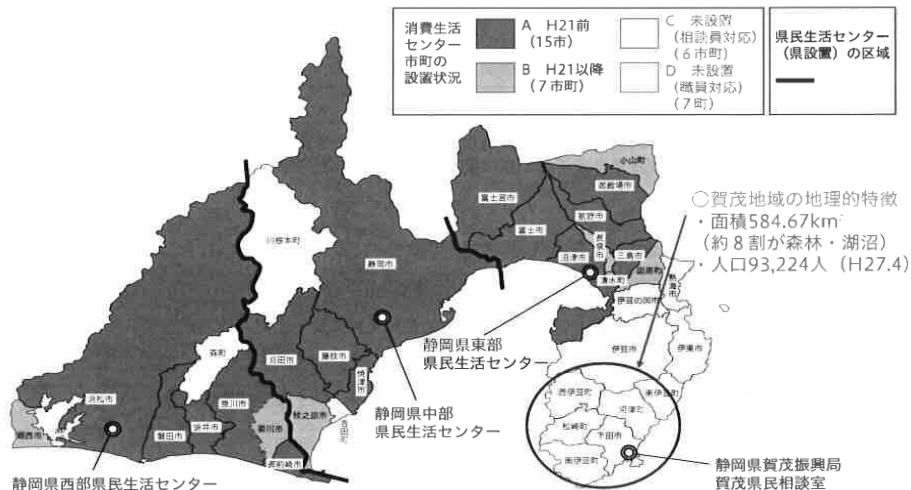 消費生活
センター
市町の
設置状況
A　H21前
(15市)
B　H21以降
(7市町)
C　未設置
(相談員対応)
(6市町)
D　未設置
(職員対応)
(7町)
県民生活センター
(県設置)の区域
小山町
御殿場市
富士宮市
裾野市
富士市
長泉町
沼津市
三島市
函南町
清水町
熱海市
伊豆の国市
伊豆市
伊東市
川根本町
静岡市
森町
島田市
藤枝市
焼津市
浜松市
掛川市
湖西市
磐田市
袋井市
菊川市
牧之原市
吉田町
御前崎市
西伊豆町
東伊豆町
河津町
松崎町
下田市
南伊豆町
○賀茂地域の地理的特徴
・面積584.67km²
(約8割が森林・湖沼)
・人口93,224人 (H27.4)
静岡県東部
県民生活センター
静岡県中部
県民生活センター
静岡県西部県民生活センター
静岡県賀茂振興局
賀茂県民相談室